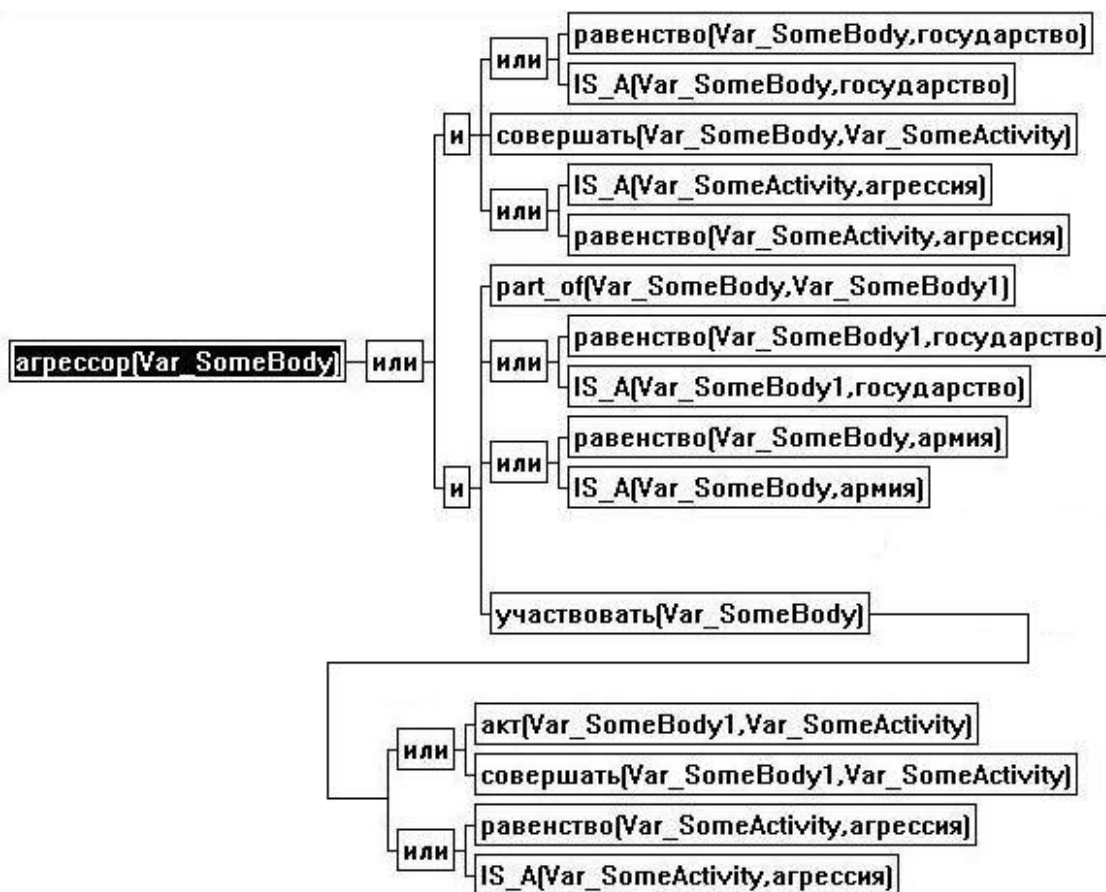 равенство(Var_SomeBody,государство)
или
IS_A(Var_SomeBody,государство)
и
совершать(Var_SomeBody,Var_SomeActivity)
IS_A(Var_SomeActivity,агрессия)
или
равенство(Var_SomeActivity,агрессия)
part_of(Var_SomeBody,Var_SomeBody1)
равенство(Var_SomeBody1,государство)
агрессор(Var_SomeBody)
или
или
IS_A(Var_SomeBody1,государство)
равенство(Var_SomeBody,армия)
или
IS_A(Var_SomeBody,армия)
и
участвовать(Var_SomeBody)
акт(Var_SomeBody1,Var_SomeActivity)
или
совершать(Var_SomeBody1,Var_SomeActivity)
равенство(Var_SomeActivity,агрессия)
или
IS_A(Var_SomeActivity,агрессия)